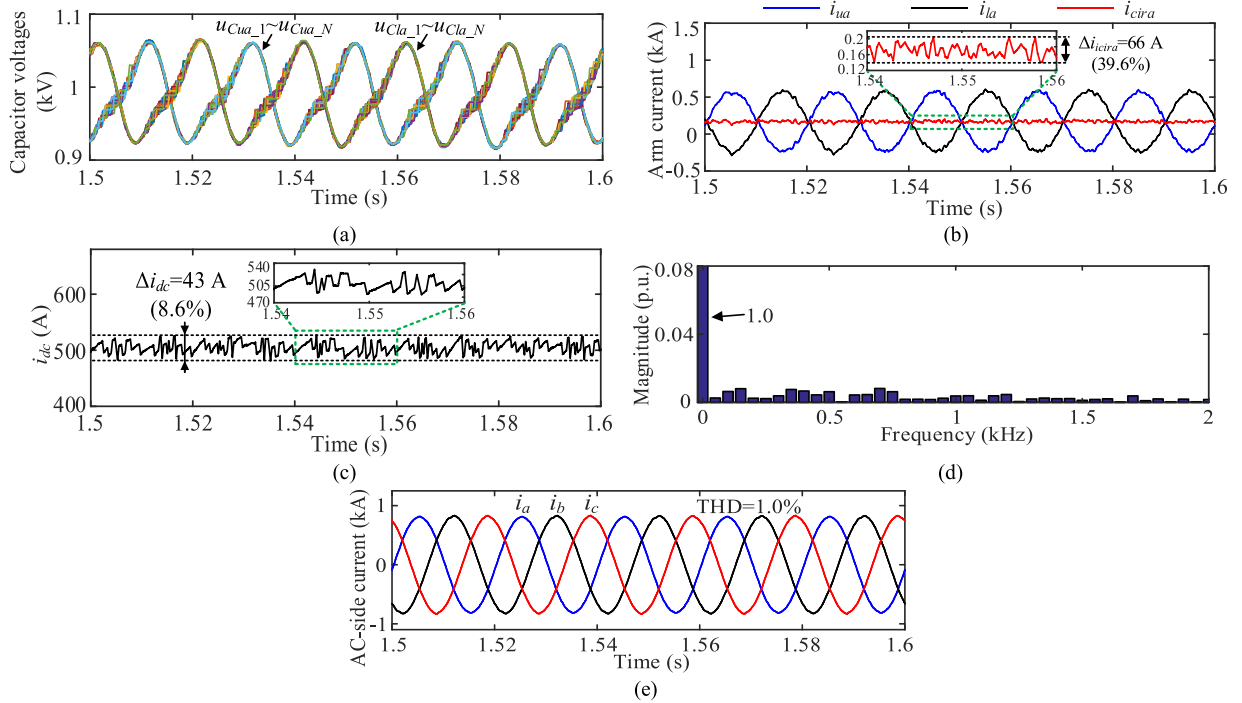 u_Cua_1~u_Cua_N u_Cla_1~u_Cla_N
Capacitor voltages
(kV)
1.1
1
0.9
1.5 1.52 1.54 1.56 1.58 1.6
Time (s)
(a)
i_ua i_la i_cira
Arm current (kA)
1.0
0.5
0
-0.5
0.2
0.16
0.12
1.54 1.55 1.56
Δi_icira=66 A
(39.6%)
1.5 1.52 1.54 1.56 1.58 1.6
Time (s)
(b)
i_dc (A)
600
500
400
Δi_dc=43 A
(8.6%)
540
505
470
1.54 1.55 1.56
1.5 1.52 1.54 1.56 1.58 1.6
Time (s)
(c)
Magnitude (p.u.)
0.08
0.04
0
1.0
0 0.5 1 1.5 2
Frequency (kHz)
(d)
AC-side current (kA)
1
0
-1
i_a i_b i_c THD=1.0%
1.5 1.52 1.54 1.56 1.58 1.6
Time (s)
(e)